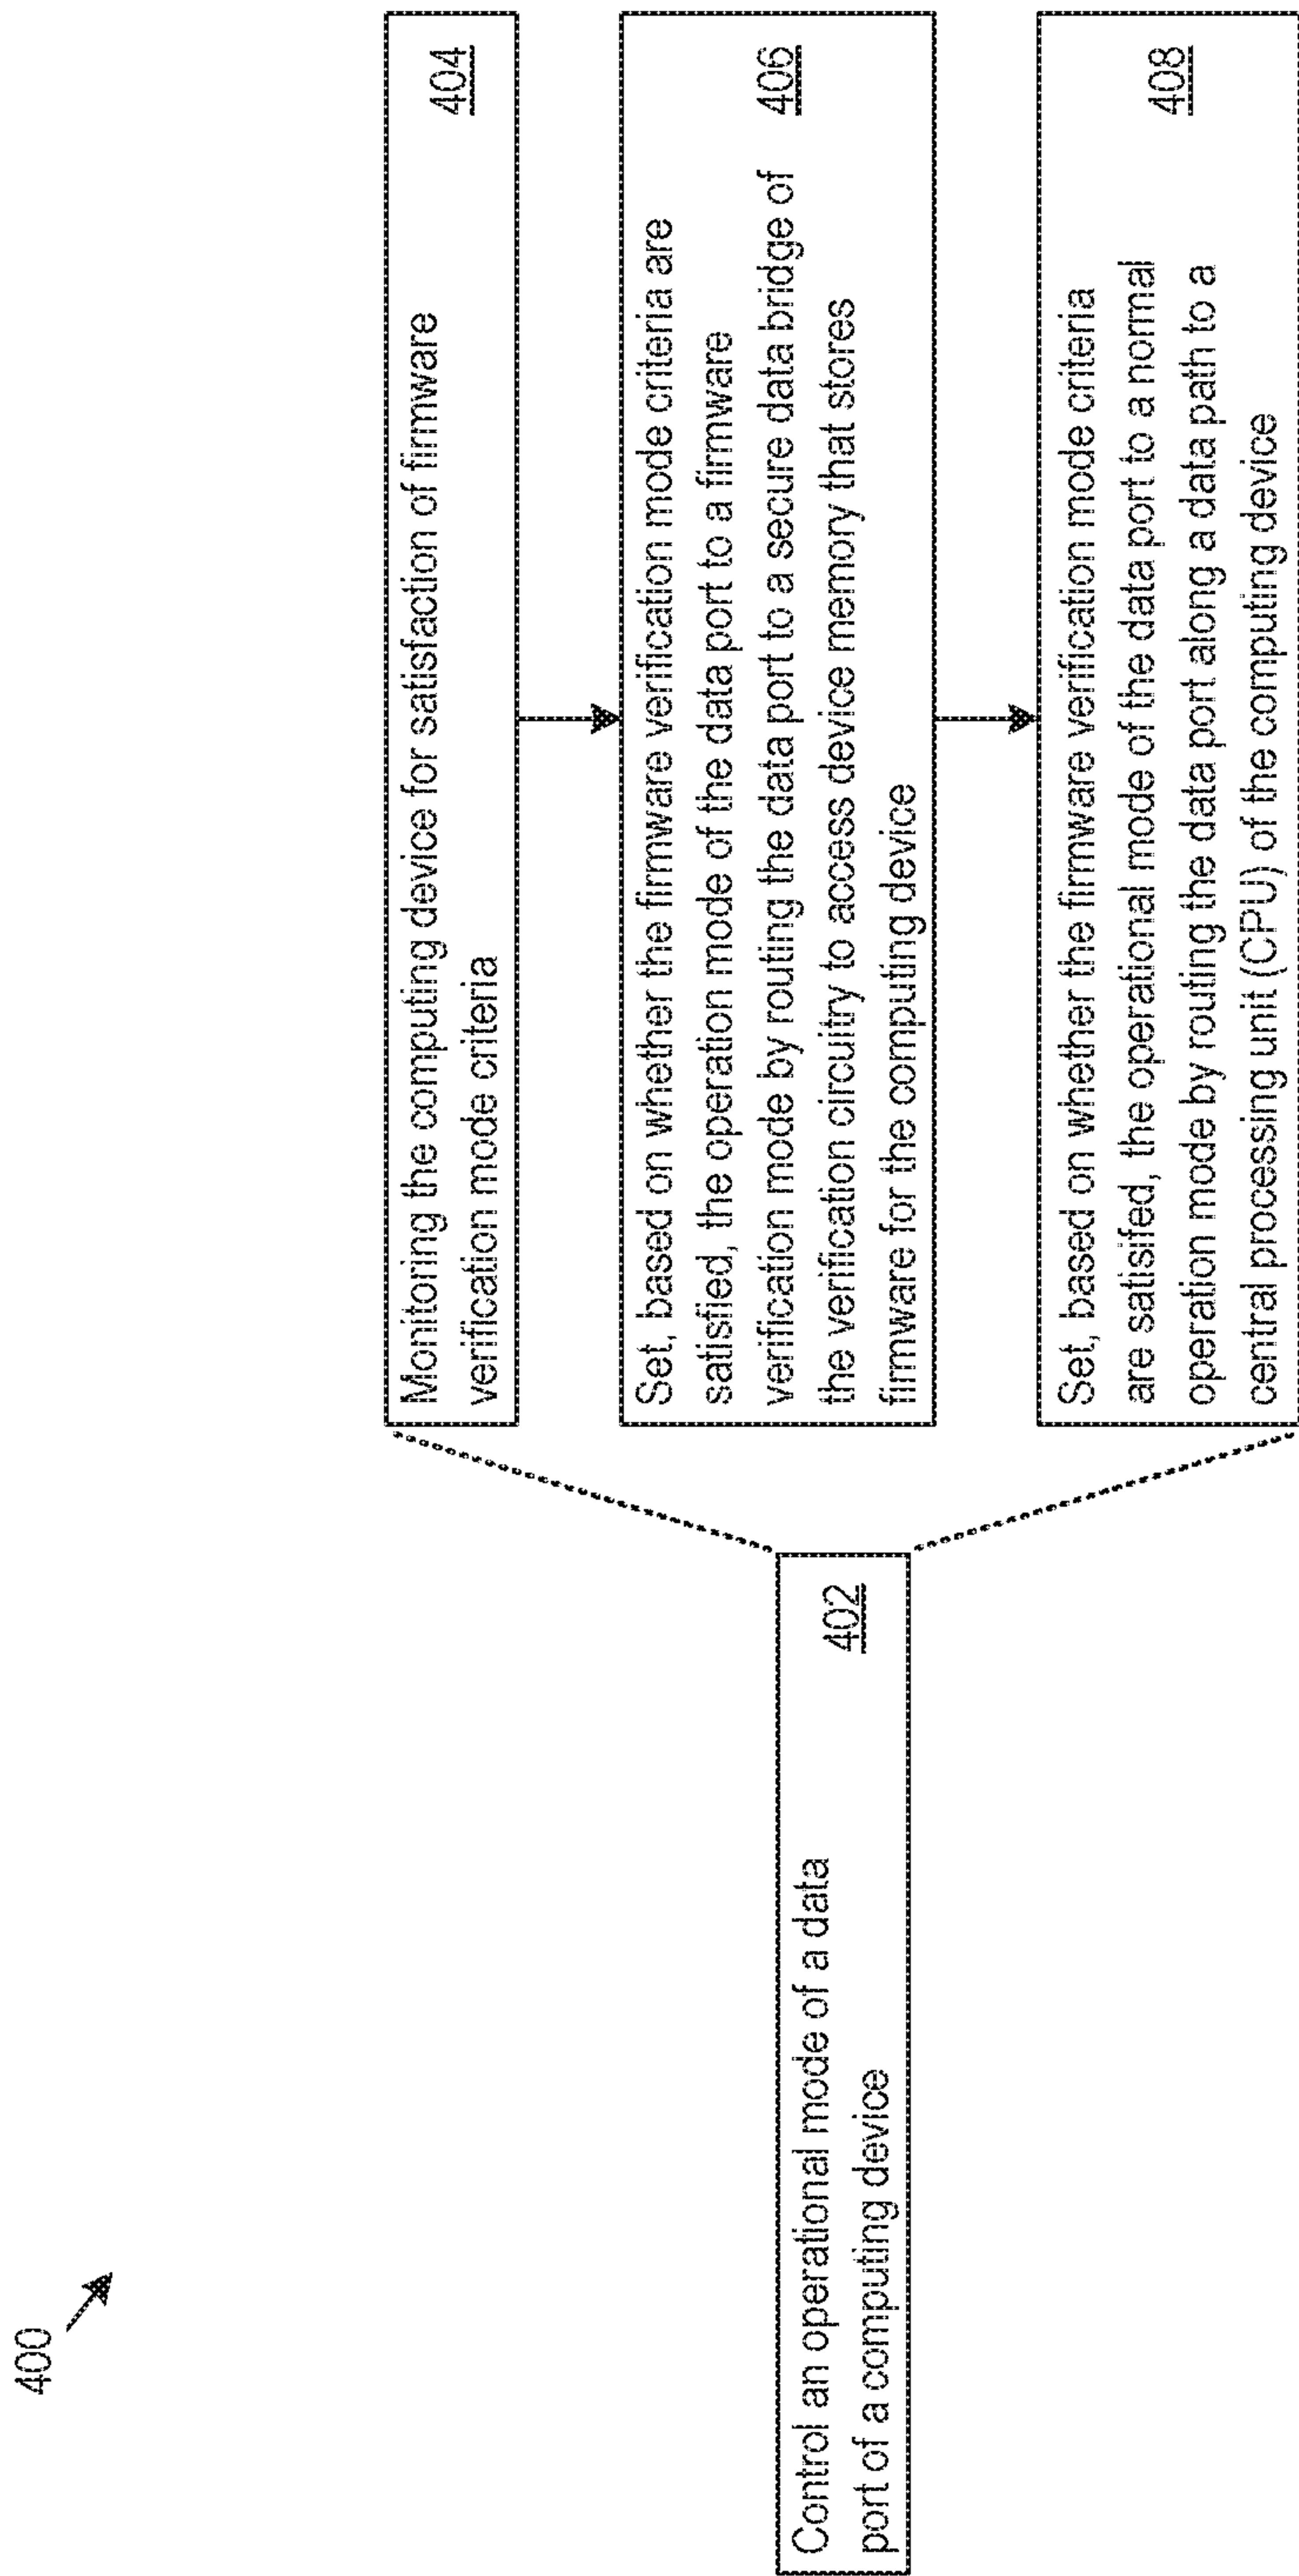 400
Control an operational mode of a data
port of a computing device
402
Monitoring the computing device for satisfaction of firmware
verification mode criteria
404
Set, based on whether the firmware verification mode criteria are
satisfied, the operation mode of the data port to a firmware
verification mode by routing the data port to a secure data bridge of
the verification circuitry to access device memory that stores
firmware for the computing device
406
Set, based on whether the firmware verification mode criteria
are satisifed, the operational mode of the data port to a normal
operation mode by routing the data port along a data path to a
central processing unit (CPU) of the computing device
408